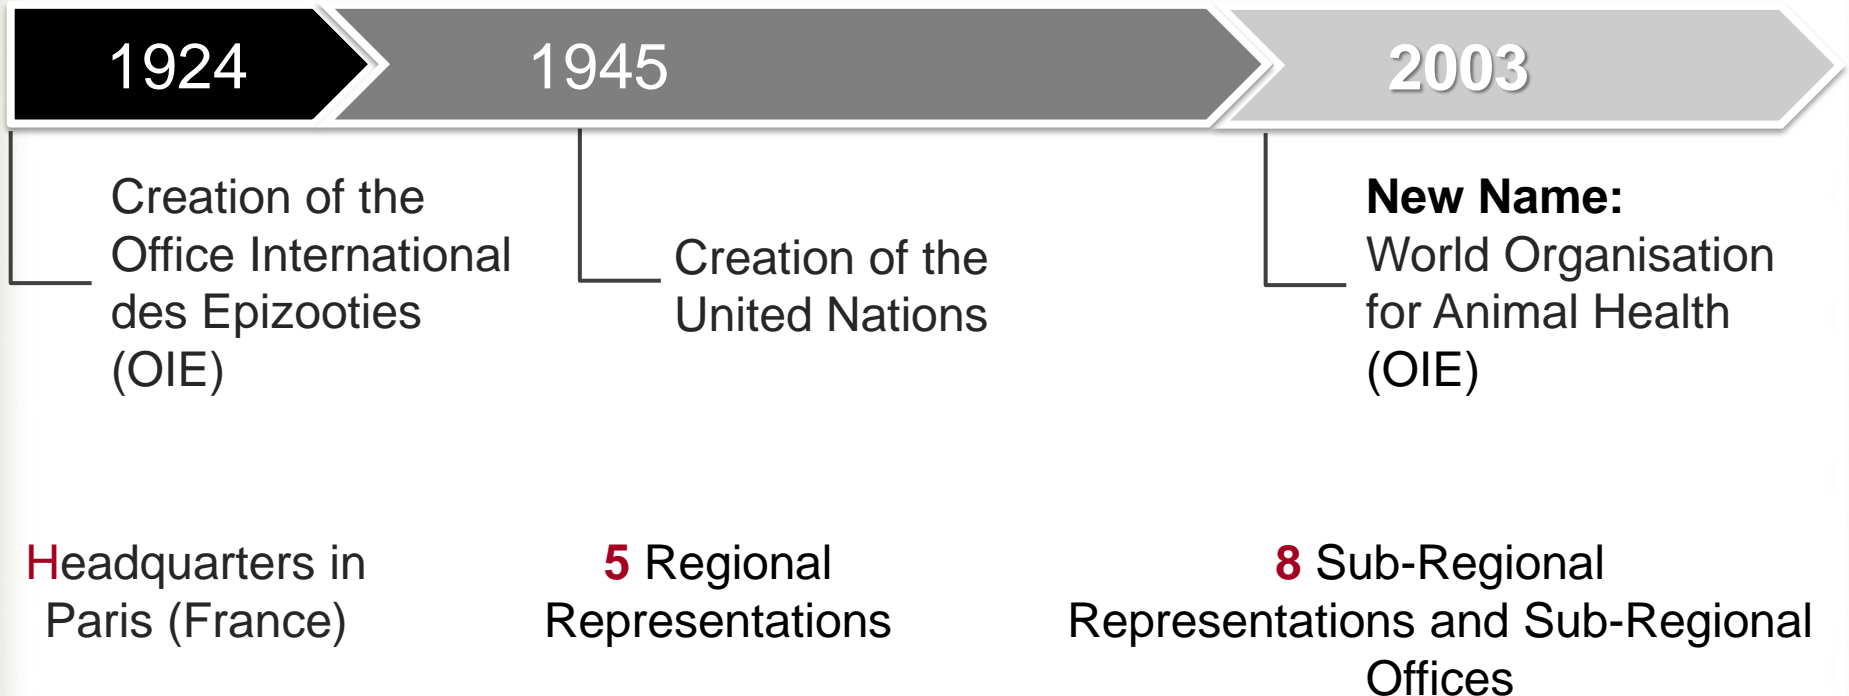 1924
1945
2003
Creation of the
Office International
des Epizooties
(OIE)
Creation of the
United Nations
New Name:
World Organisation
for Animal Health
(OIE)
Headquarters in
Paris (France)
5 Regional
Representations
8 Sub-Regional
Representations and Sub-Regional
Offices